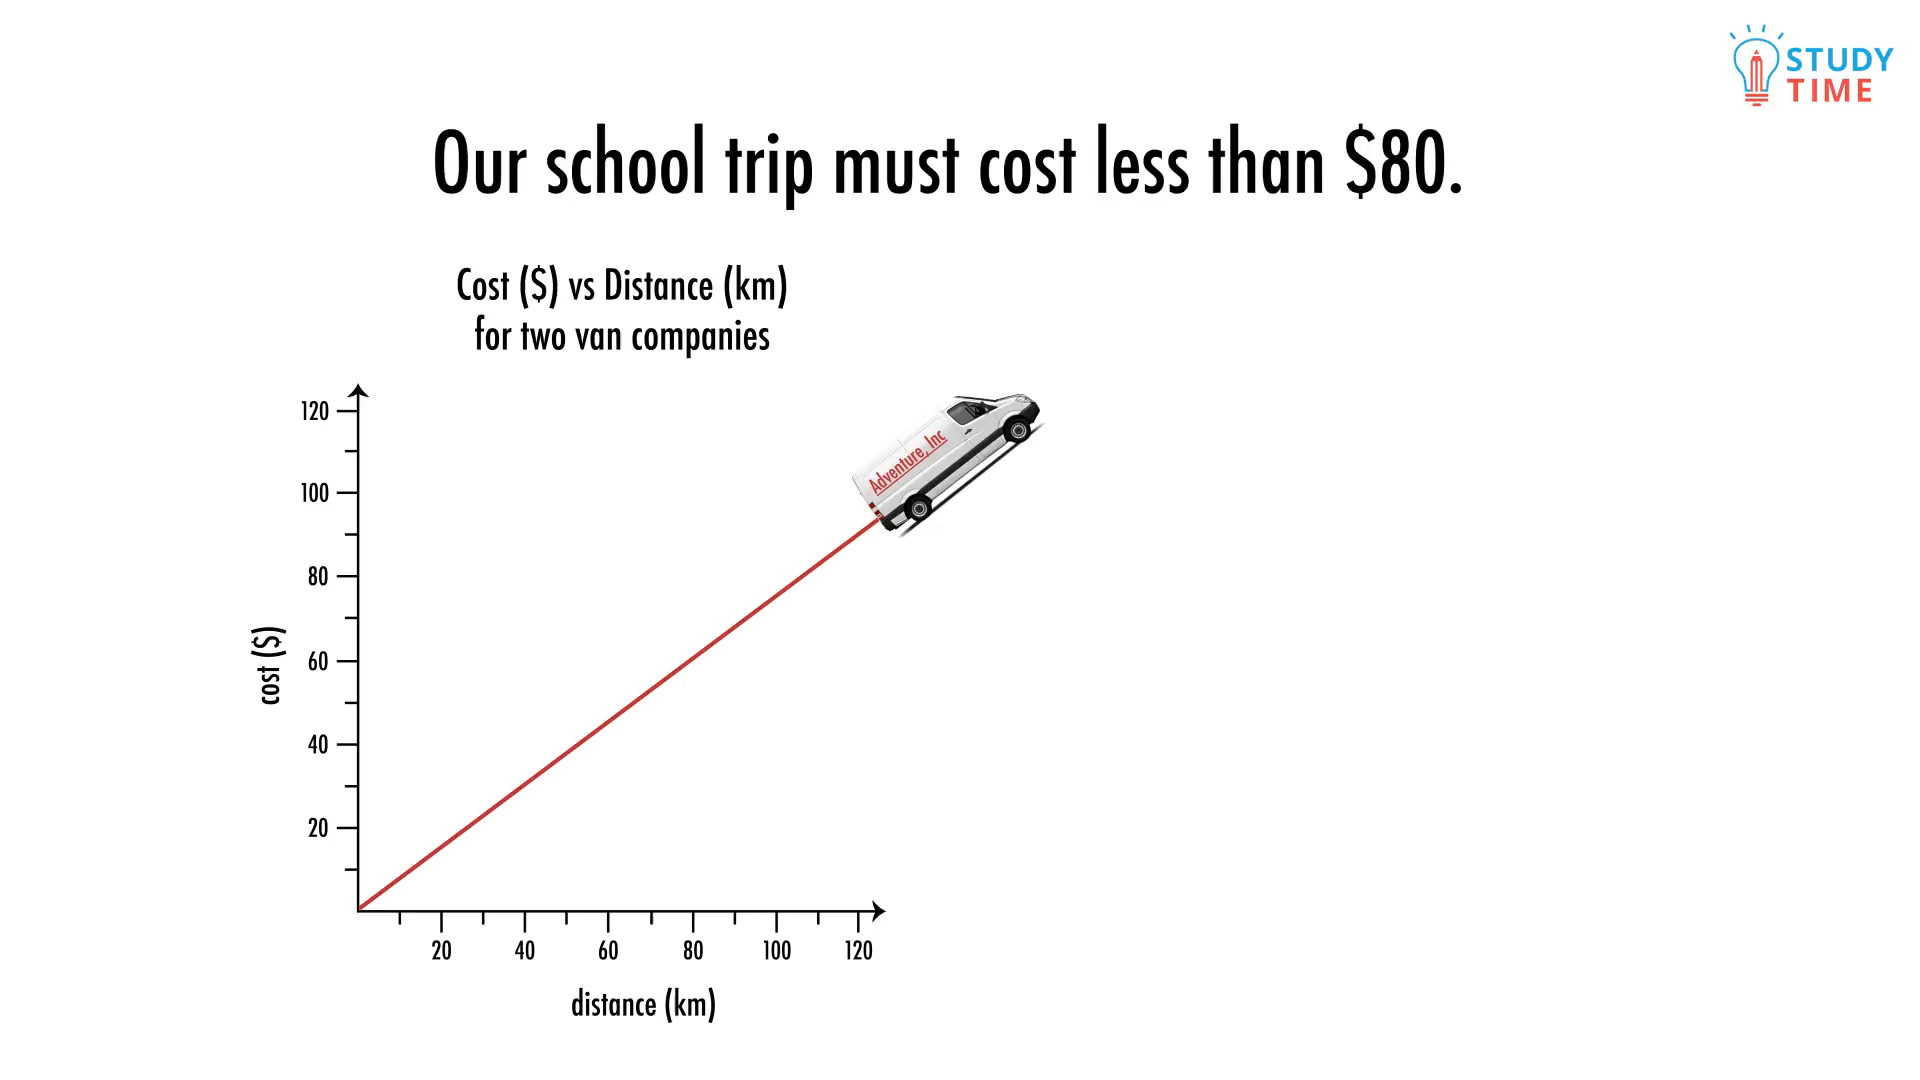 STUDY
TIME
Our school trip must cost less than $80.
Cost ($) vs Distance (km)
for two van companies
120
100
80
60
40
20
cost ($)
Adventure, Inc
20 40 60 80 100 120
distance (km)